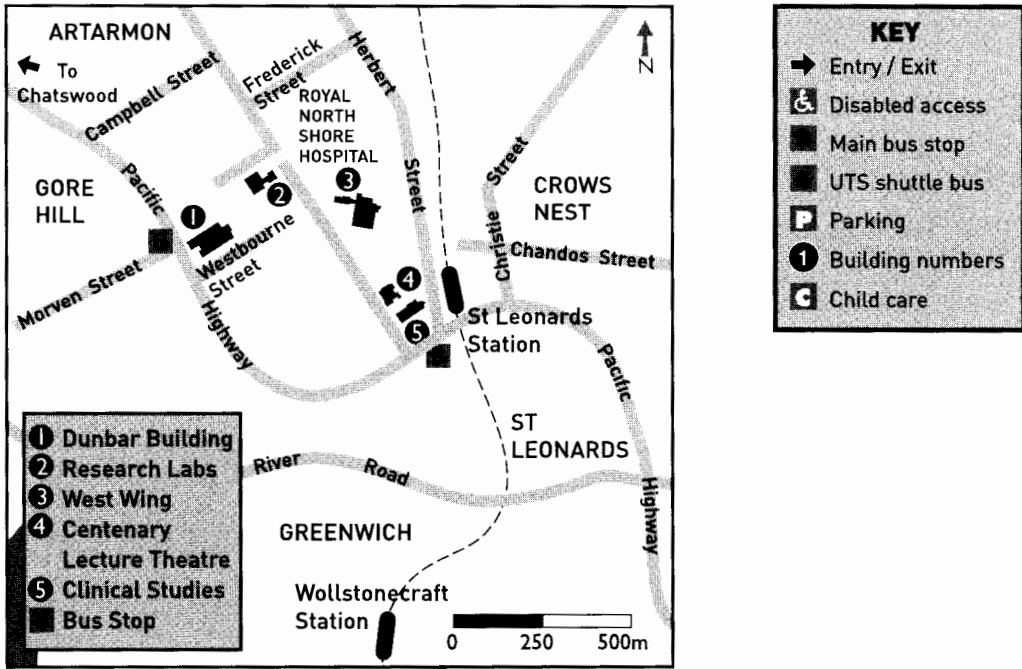 ARTARMON
To
Chatswood
Campbell Street
Frederick
Street
Herbert
Street
ROYAL
NORTH
SHORE
HOSPITAL
N
GORE
HILL
Pacific
Highway
1
2
3
Westbourne
Street
Morven Street
4
5
CROWS
NEST
Christie
Street
Chandos Street
St Leonards
Station
Pacific
Highway
ST
LEONARDS
River Road
GREENWICH
Wollstonecraft
Station
0 250 500m
1 Dunbar Building
2 Research Labs
3 West Wing
4 Centenary
Lecture Theatre
5 Clinical Studies
Bus Stop
KEY
Entry / Exit
Disabled access
Main bus stop
UTS shuttle bus
P Parking
1 Building numbers
C Child care